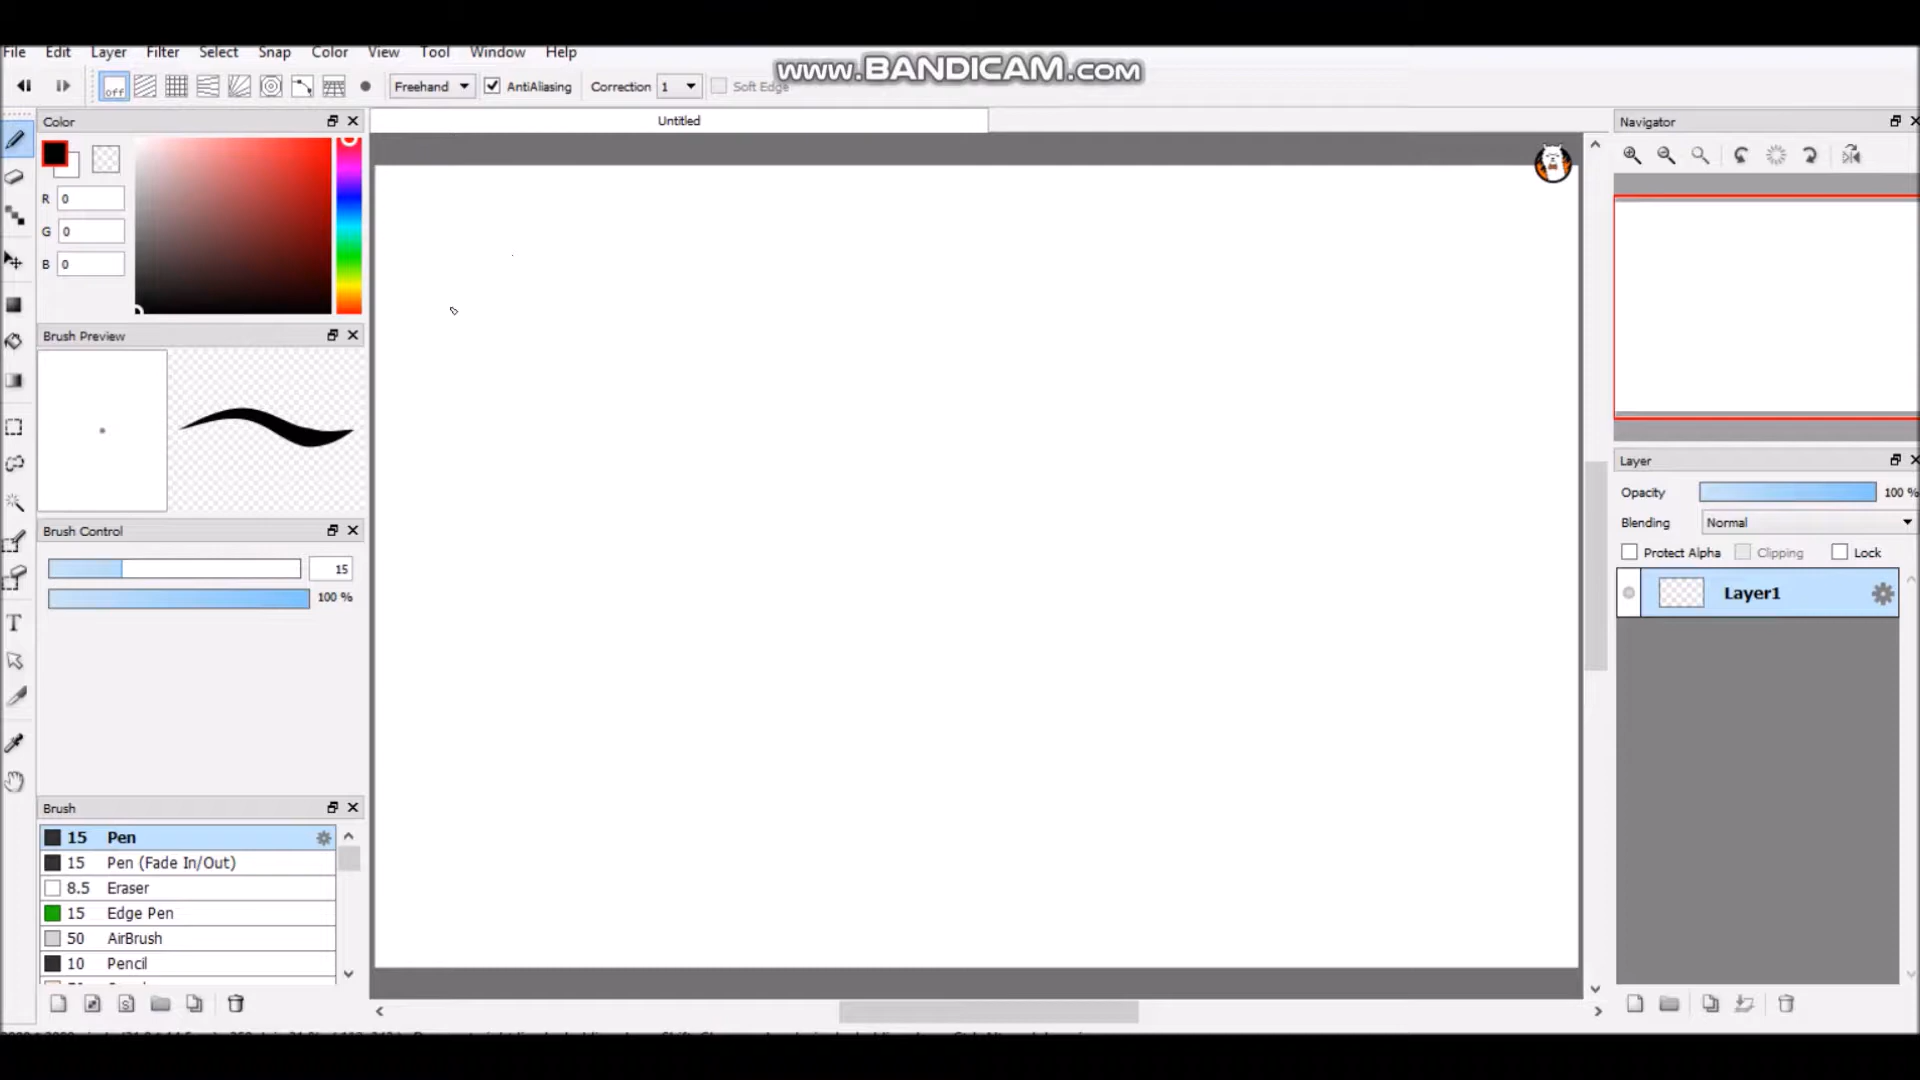 File Edit Layer Filter Select Snap Color View Tool Window Help
www.BANDICAM.com
off Freehand AntiAliasing Correction 1 Soft Edge
Color
Untitled
Navigator
R 0
G 0
B 0
Brush Preview
Brush Control
15
100 %
Layer
Opacity 100 %
Blending Normal
Protect Alpha Clipping Lock
Layer1
T
Brush
15 Pen
15 Pen (Fade In/Out)
8.5 Eraser
15 Edge Pen
50 AirBrush
10 Pencil
S